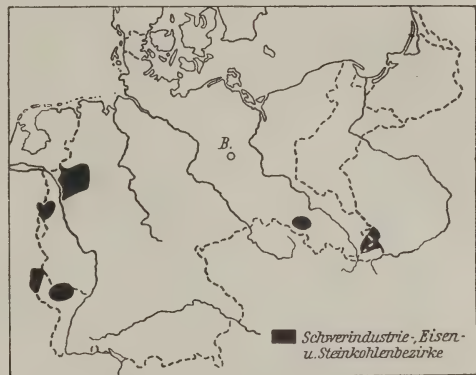 B.
Schwerindustrie-, Eisen-
u. Steinkohlenbezirke